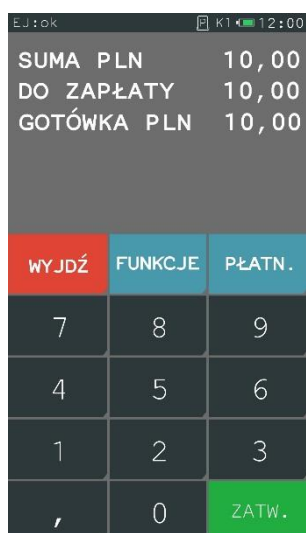 EJ:ok P K1 12:00
SUMA PLN 10,00
DO ZAPŁATY 10,00
GOTÓWKA PLN 10,00
WYJDŹ FUNKCJE PŁATN.
7 8 9
4 5 6
1 2 3
, 0 ZATW.